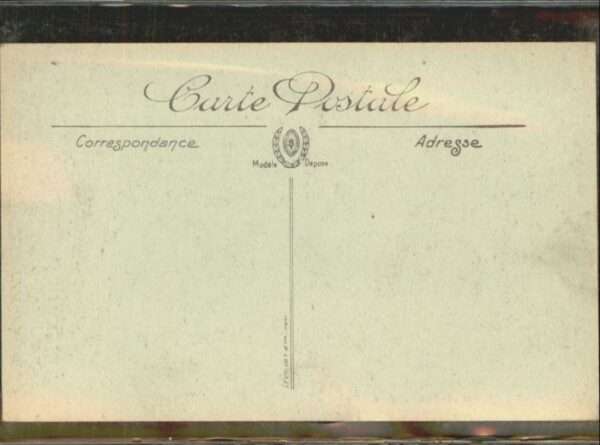 Carte Postale
Correspondance
Adresse
Modèle Déposé